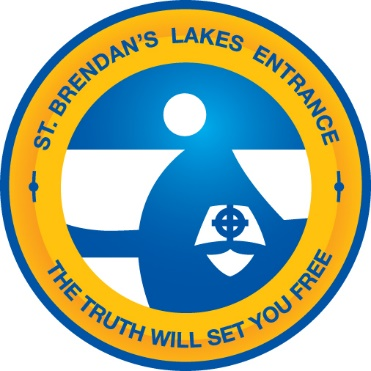 ST. BRENDAN'S LAKES ENTRANCE
THE TRUTH WILL SET YOU FREE